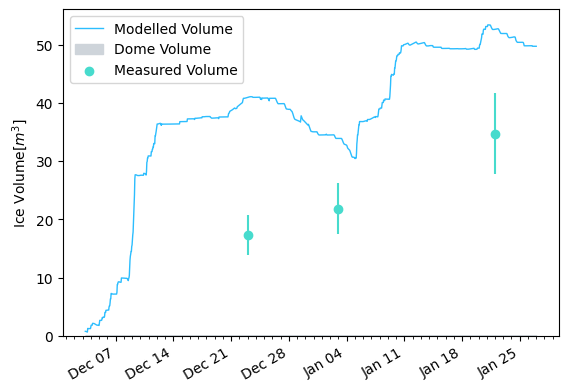 Modelled Volume
Dome Volume
Measured Volume
Ice Volume[m³]
50
40
30
20
10
0
Dec 07
Dec 14
Dec 21
Dec 28
Jan 04
Jan 11
Jan 18
Jan 25